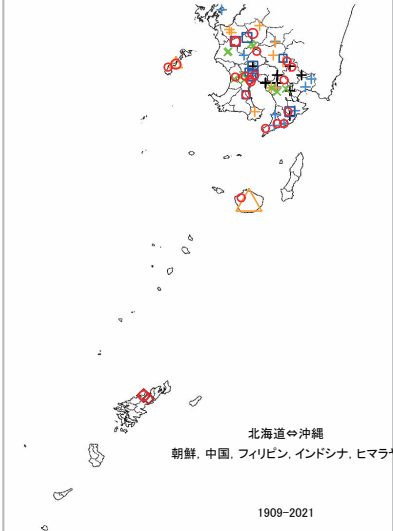 北海道⇔沖縄
朝鮮, 中国, フィリピン, インドシナ, ヒマラヤ
1909-2021